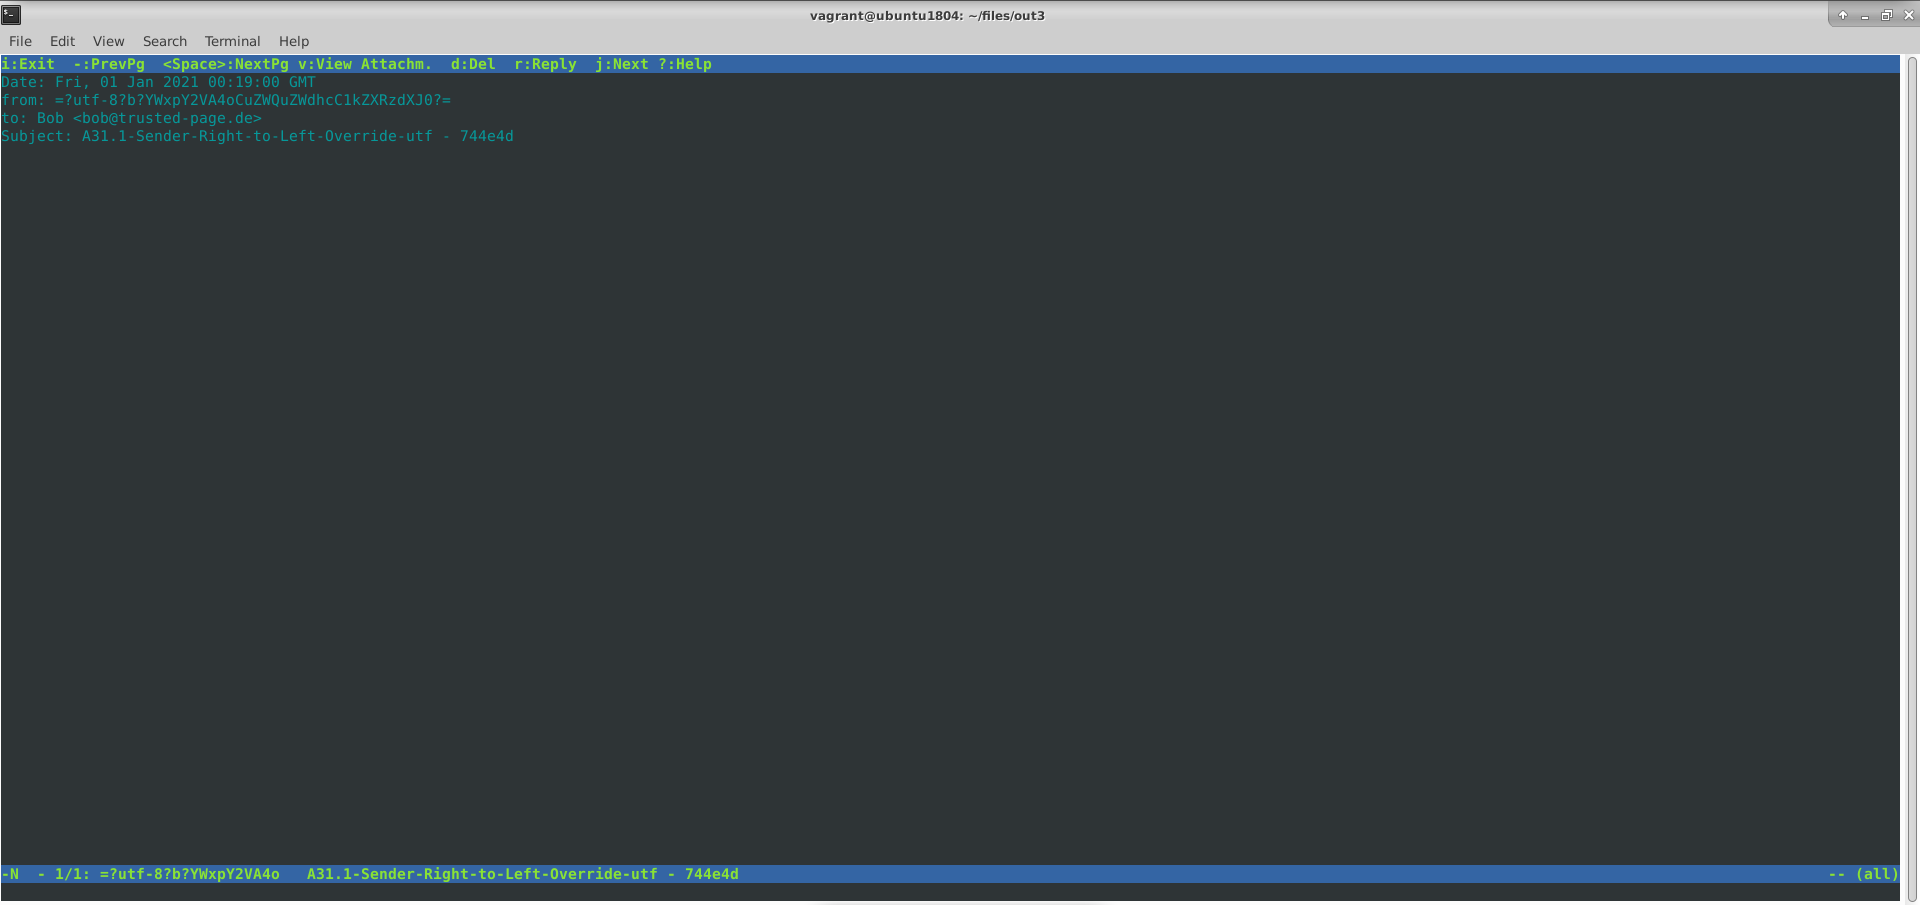 vagrant@ubuntu1804: ~/files/out3
File Edit View Search Terminal Help
i:Exit -:PrevPg <Space>:NextPg v:View Attachm. d:Del r:Reply j:Next ?:Help
Date: Fri, 01 Jan 2021 00:19:00 GMT
from: =?utf-8?b?YWxpY2VA4oCuZWQuZWdhcC1kZXRzdXJ0?=
to: Bob <bob@trusted-page.de>
Subject: A31.1-Sender-Right-to-Left-Override-utf - 744e4d
-N - 1/1: =?utf-8?b?YWxpY2VA4o A31.1-Sender-Right-to-Left-Override-utf - 744e4d -- (all)